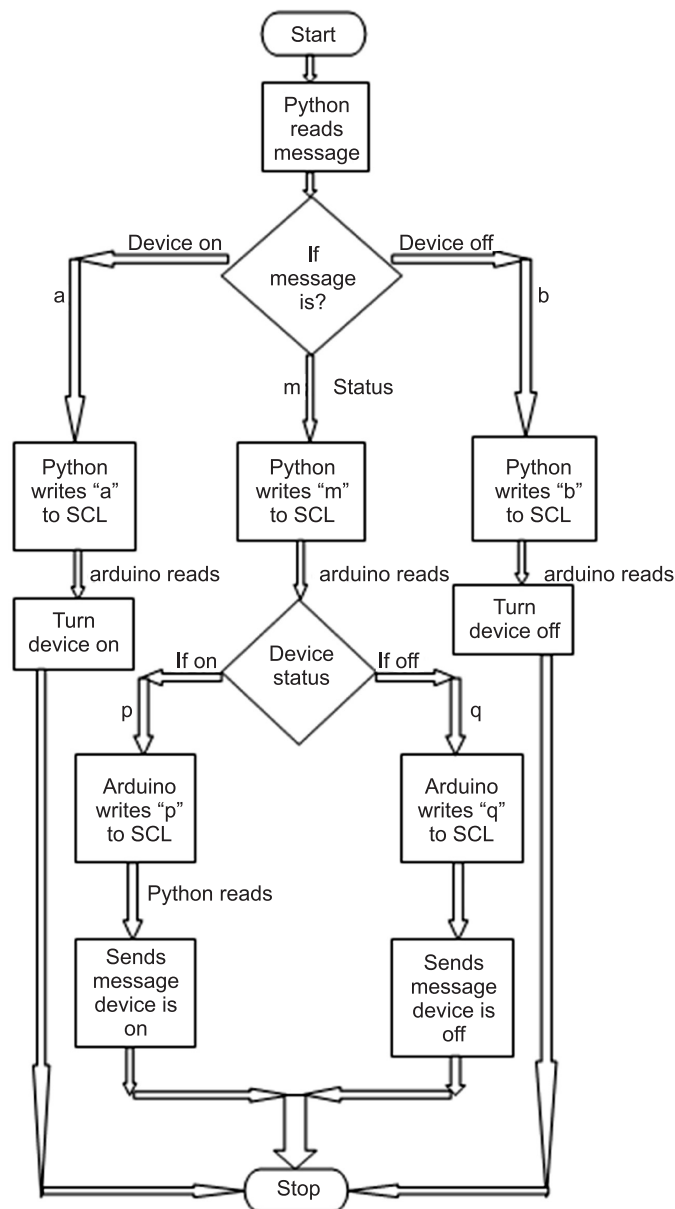 Start
Python
reads
message
Device on
If
message
is?
Device off
a
b
m
Status
Python
writes “a”
to SCL
Python
writes “m”
to SCL
Python
writes “b”
to SCL
arduino reads
arduino reads
arduino reads
Turn
device on
Turn
device off
If on
Device
status
If off
p
q
Arduino
writes “p”
to SCL
Arduino
writes “q”
to SCL
Python reads
Sends
message
device is
on
Sends
message
device is
off
Stop